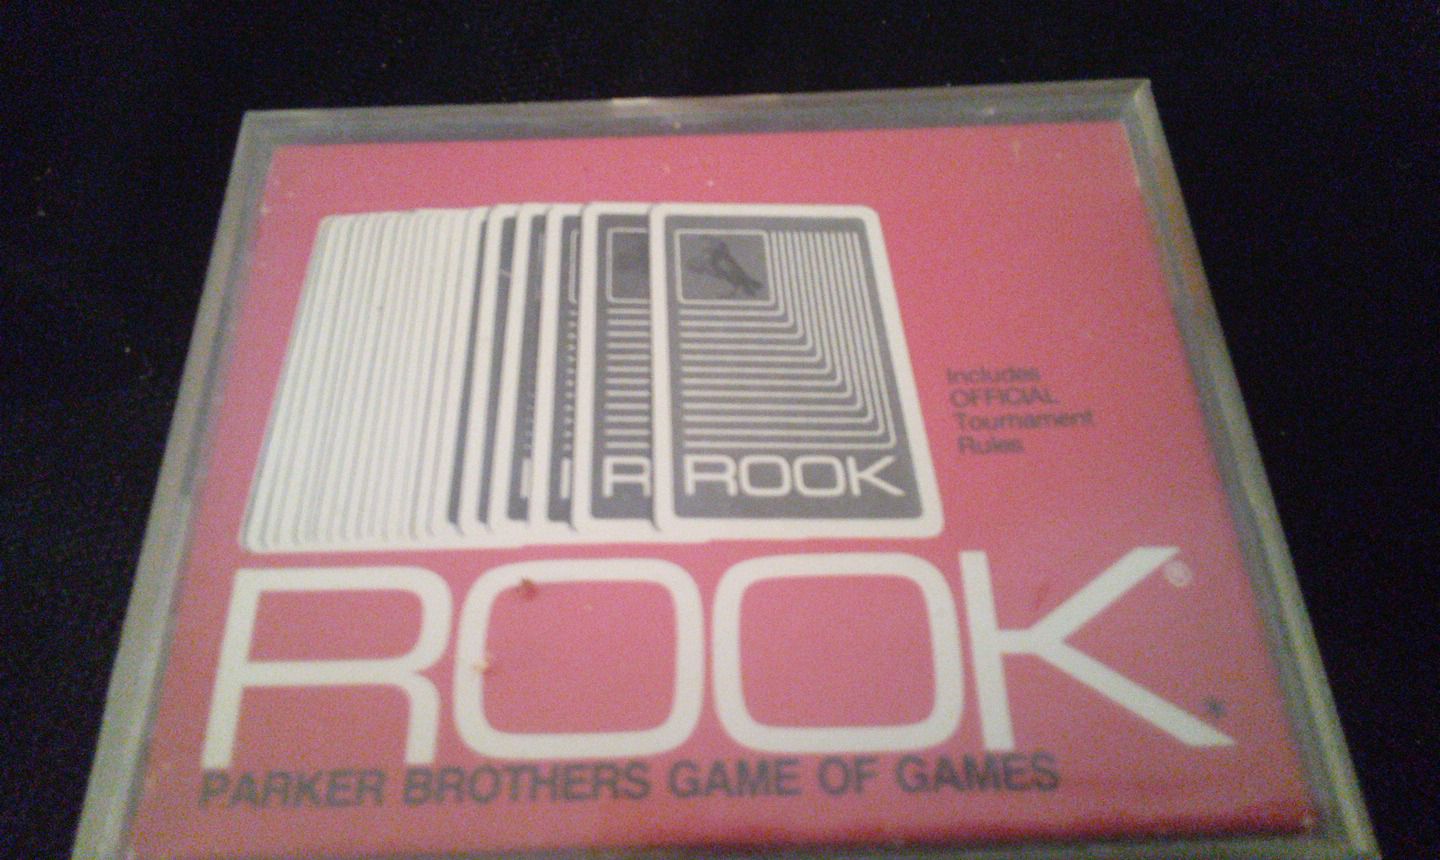 R ROOK
Includes
OFFICIAL
Tournament
Rules
ROOK®
*
PARKER BROTHERS GAME OF GAMES